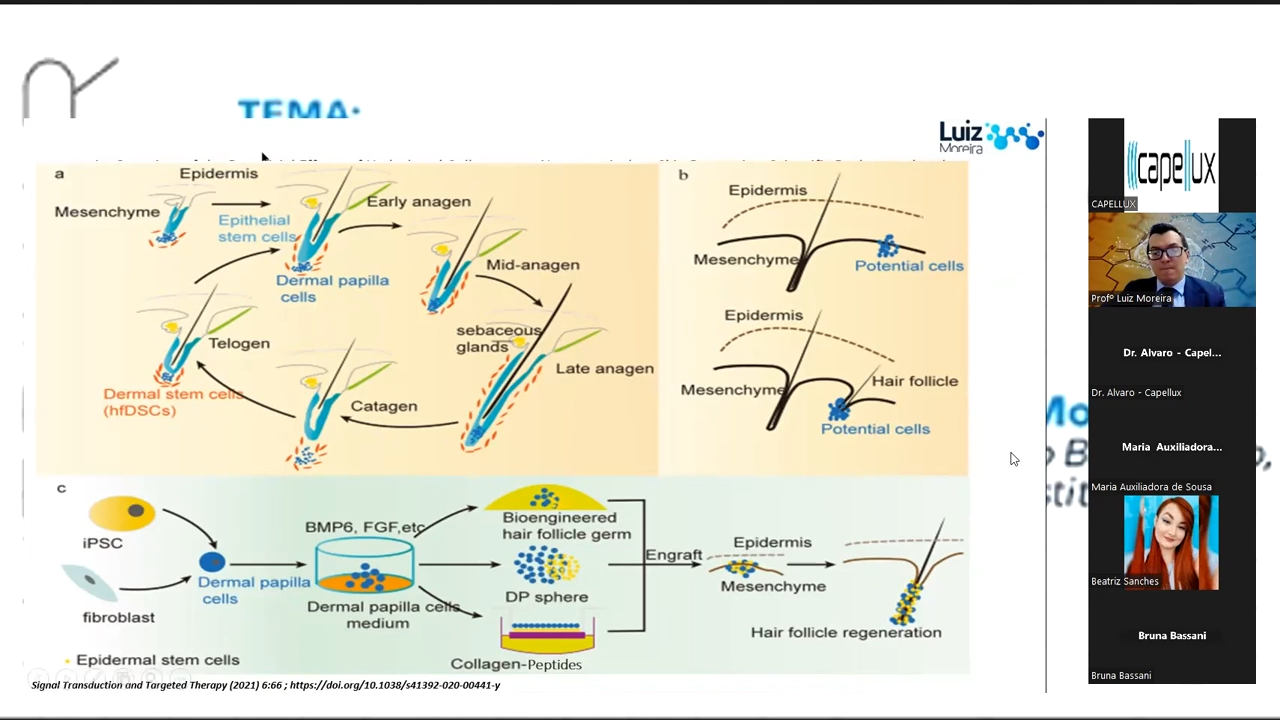 TEMA:
Luiz
Moreira
a
Epidermis
Mesenchyme
Epithelial
stem cells
Early anagen
Dermal papilla
cells
Mid-anagen
Telogen
sebaceous
glands
Late anagen
Dermal stem cells
(hfDSCs)
Catagen
b
Epidermis
Mesenchyme
Potential cells
Epidermis
Mesenchyme
Hair follicle
Potential cells
c
iPSC
fibroblast
Dermal papilla
cells
BMP6, FGF,etc
Dermal papilla cells
medium
Bioengineered
hair follicle germ
DP sphere
Collagen-Peptides
Engraft
Epidermis
Mesenchyme
Hair follicle regeneration
Epidermal stem cells
Signal Transduction and Targeted Therapy (2021) 6:66 ; https://doi.org/10.1038/s41392-020-00441-y
capellux
CAPELLUX
Profº Luiz Moreira
Dr. Alvaro - Capel...
Dr. Alvaro - Capellux
Maria Auxiliadora...
Maria Auxiliadora de Sousa
Beatriz Sanches
Bruna Bassani
Bruna Bassani